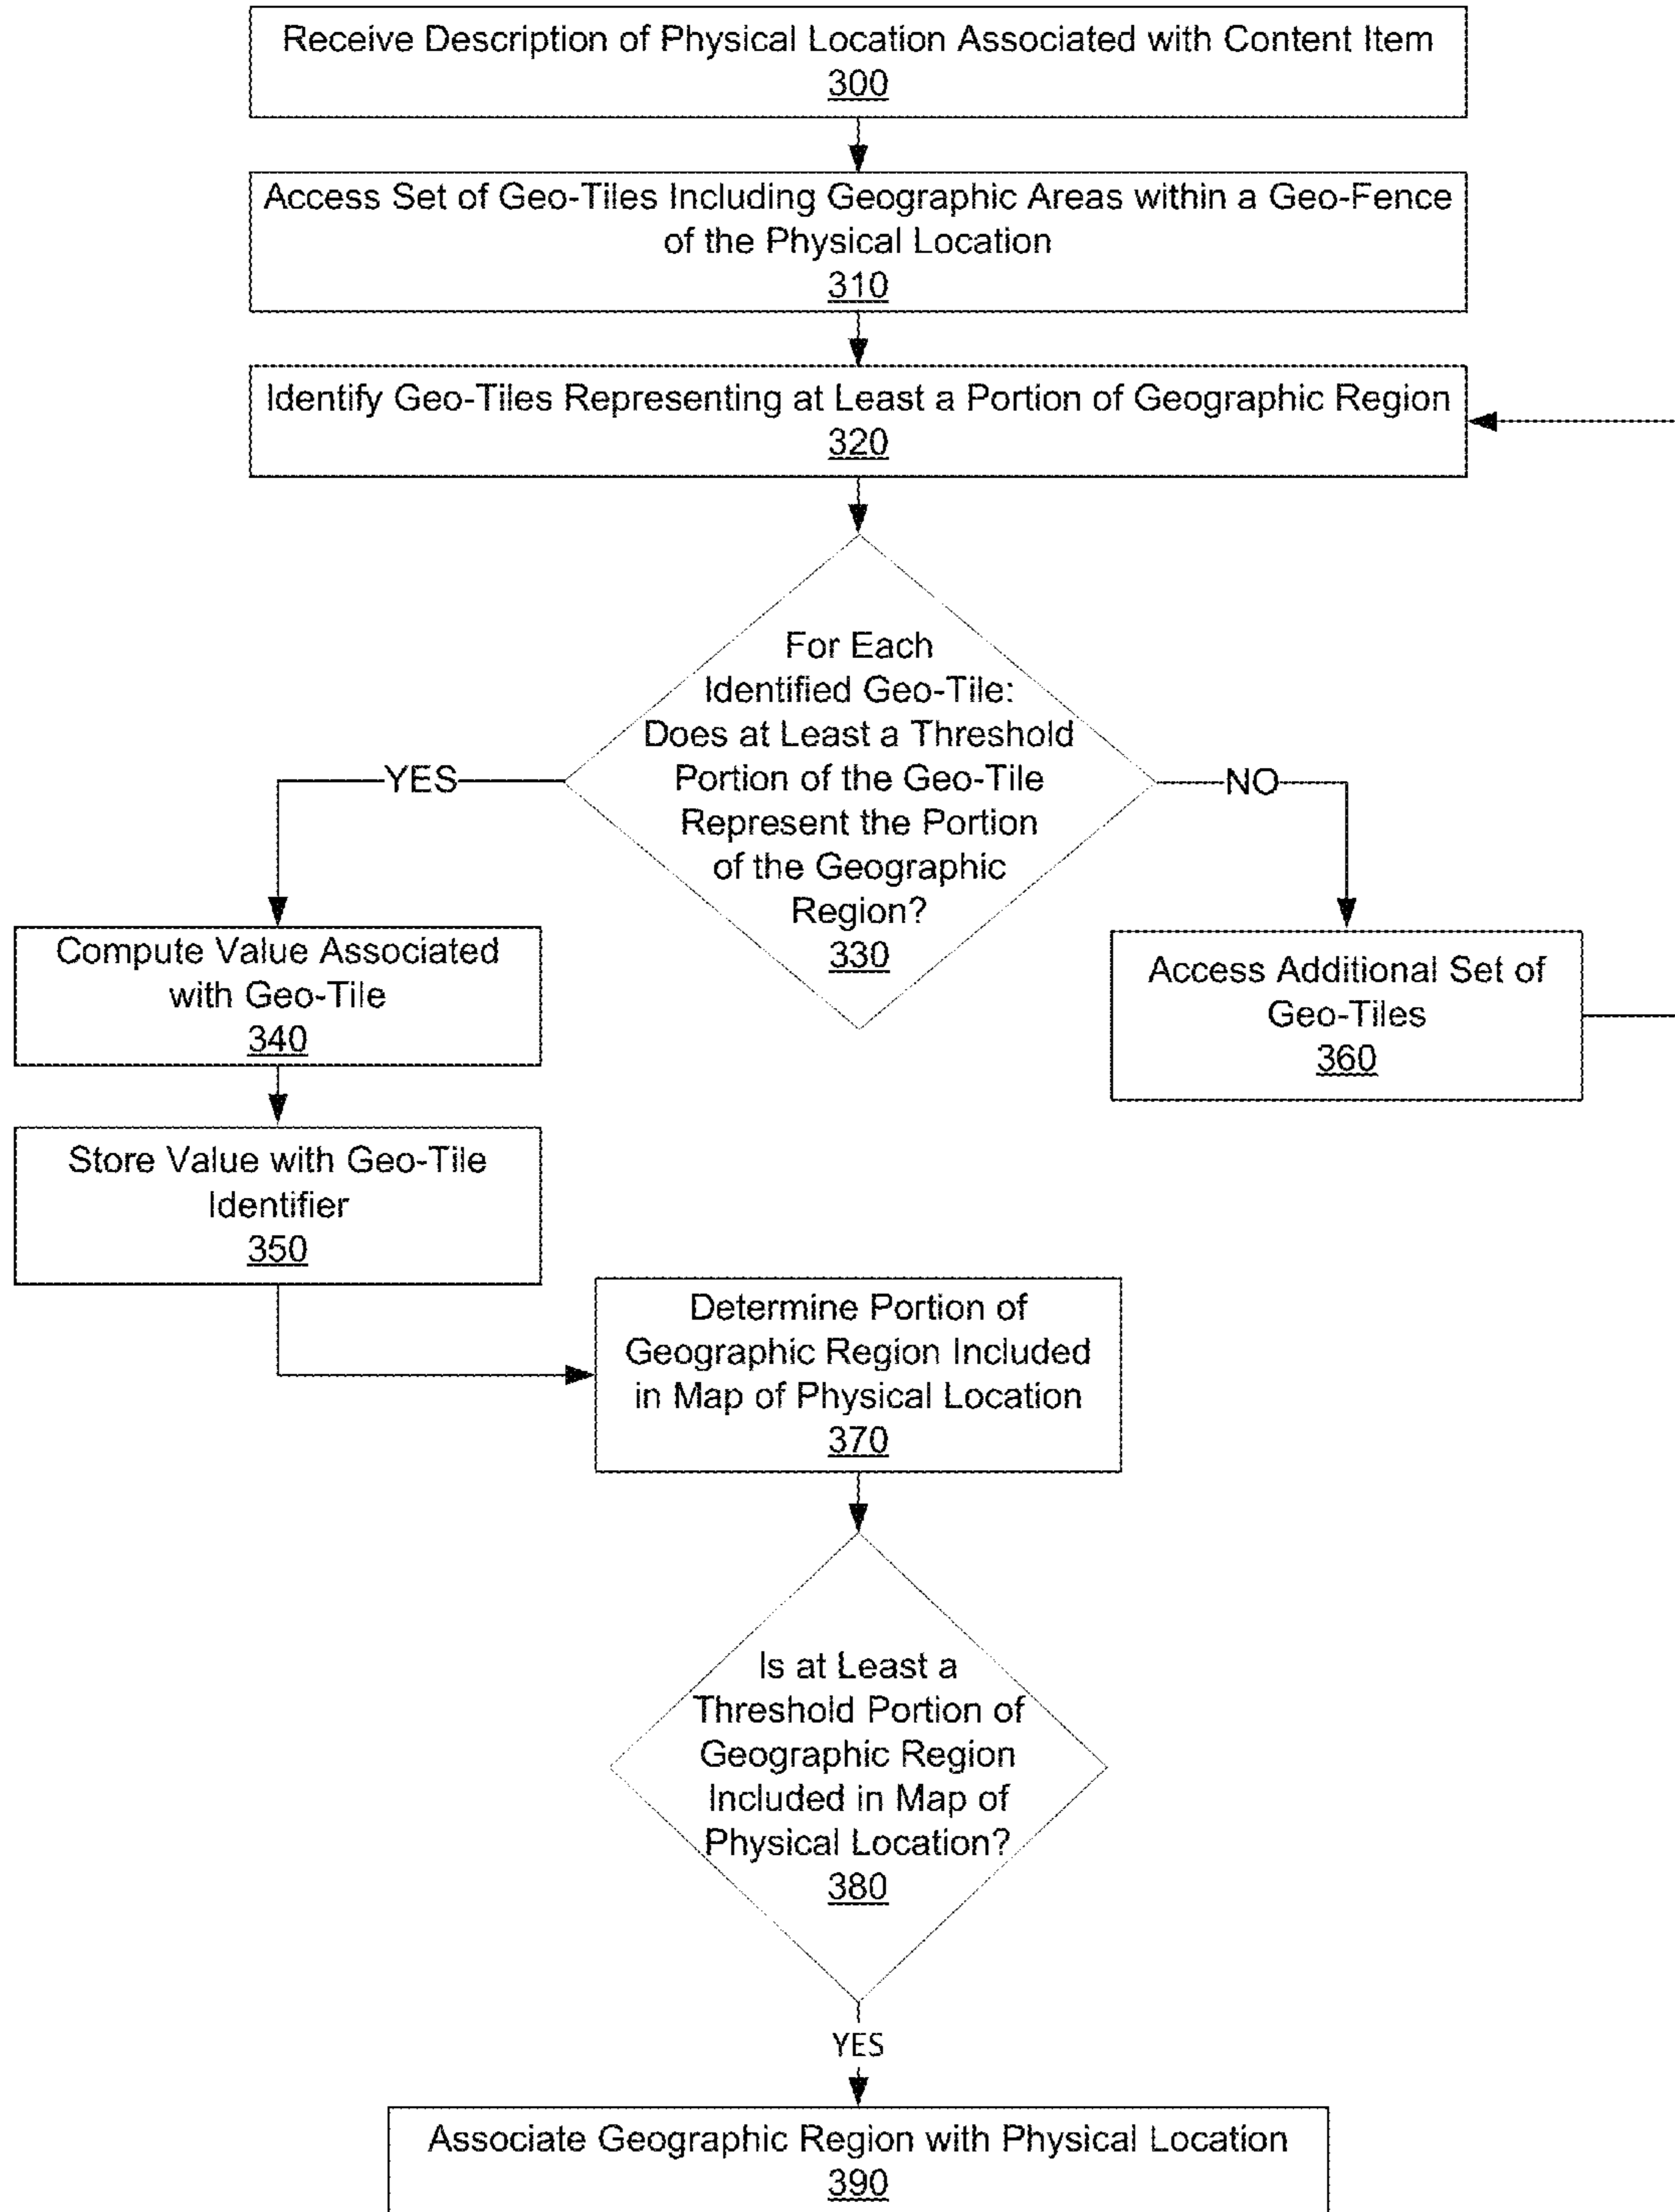 Receive Description of Physical Location Associated with Content Item
300
Access Set of Geo-Tiles Including Geographic Areas within a Geo-Fence
of the Physical Location
310
Identify Geo-Tiles Representing at Least a Portion of Geographic Region
320
For Each
Identified Geo-Tile:
Does at Least a Threshold
Portion of the Geo-Tile
Represent the Portion
of the Geographic
Region?
330
YES
NO
Compute Value Associated
with Geo-Tile
340
Access Additional Set of
Geo-Tiles
360
Store Value with Geo-Tile
Identifier
350
Determine Portion of
Geographic Region Included
in Map of Physical Location
370
Is at Least a
Threshold Portion of
Geographic Region
Included in Map of
Physical Location?
380
YES
Associate Geographic Region with Physical Location
390